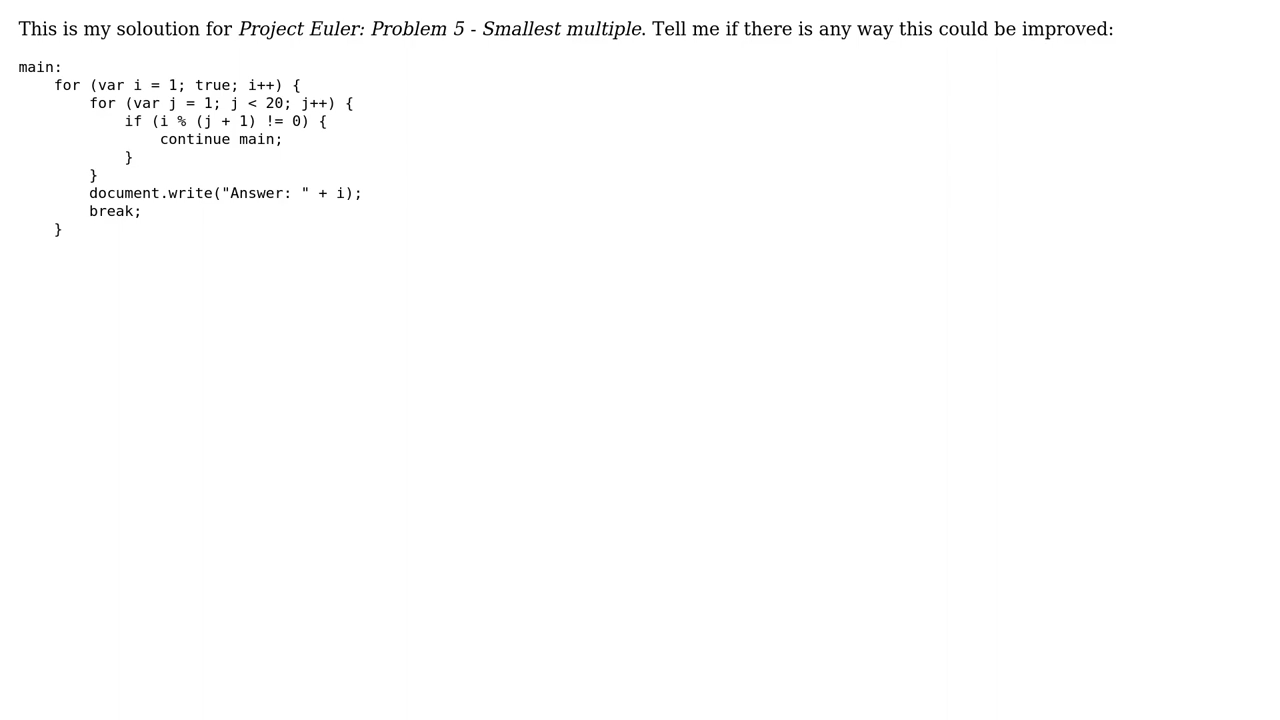 This is my soloution for Project Euler: Problem 5 - Smallest multiple. Tell me if there is any way this could be improved:
main:
    for (var i = 1; true; i++) {
        for (var j = 1; j < 20; j++) {
            if (i % (j + 1) != 0) {
                continue main;
            }
        }
        document.write("Answer: " + i);
        break;
    }